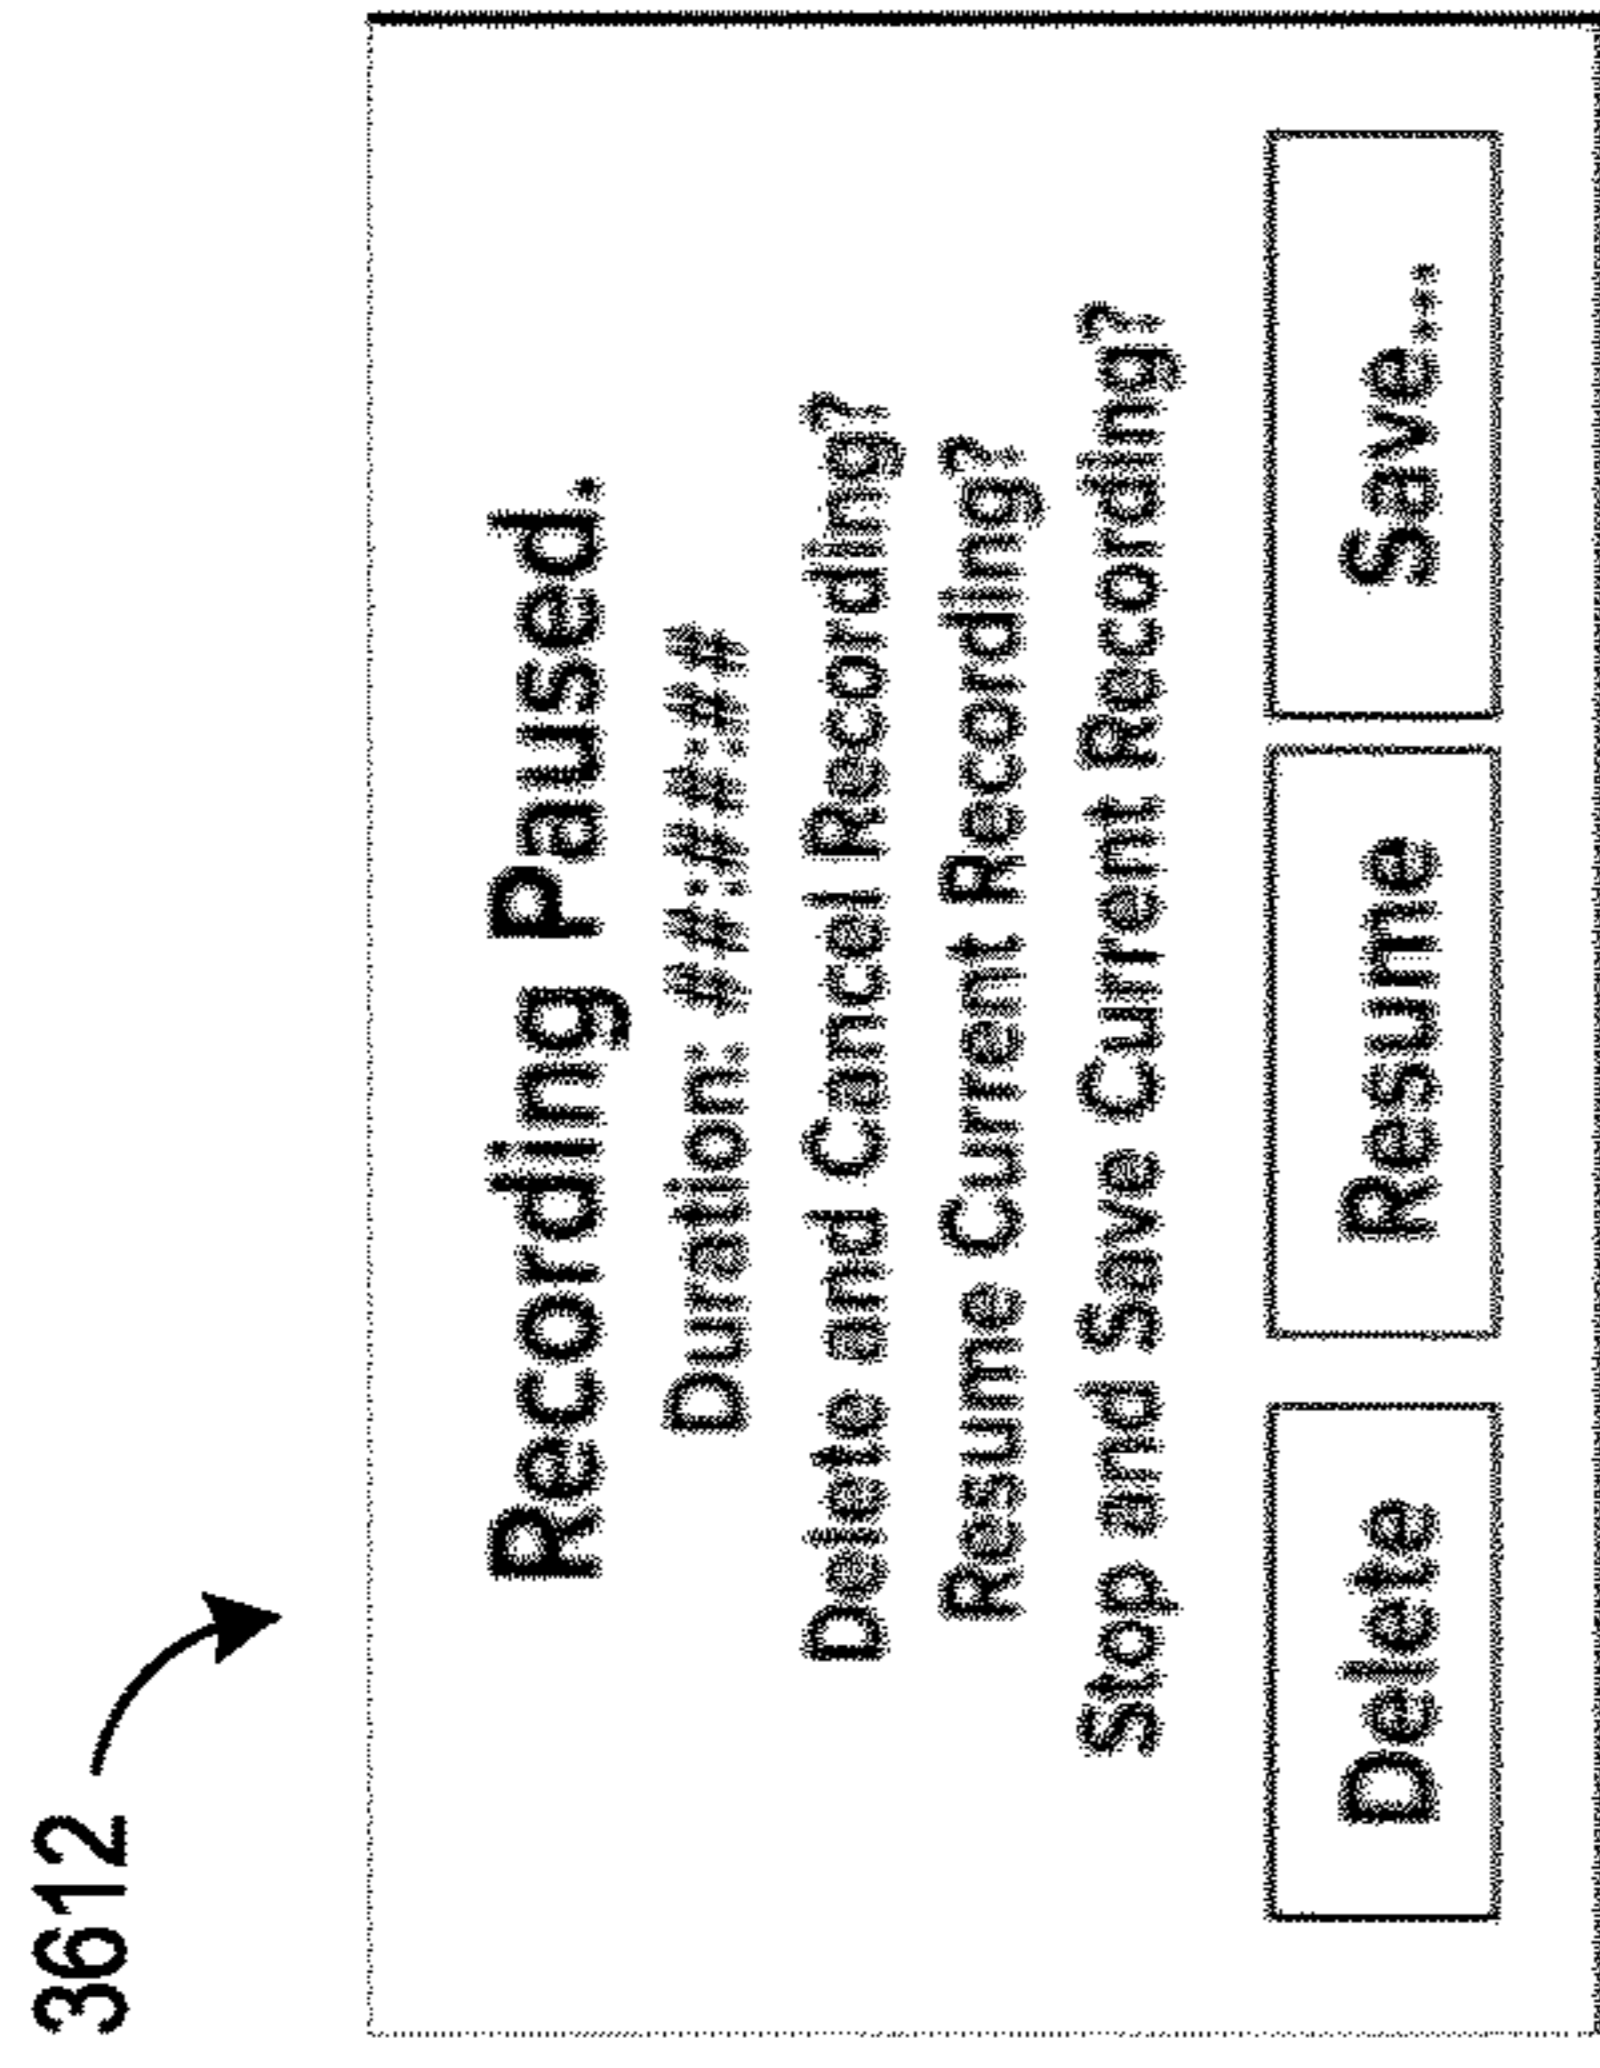 3612
Recording Paused.
Duration: ##:##:##
Delete and Cancel Recording?
Resume Current Recording?
Stop and Save Current Recording?
Delete Resume Save...